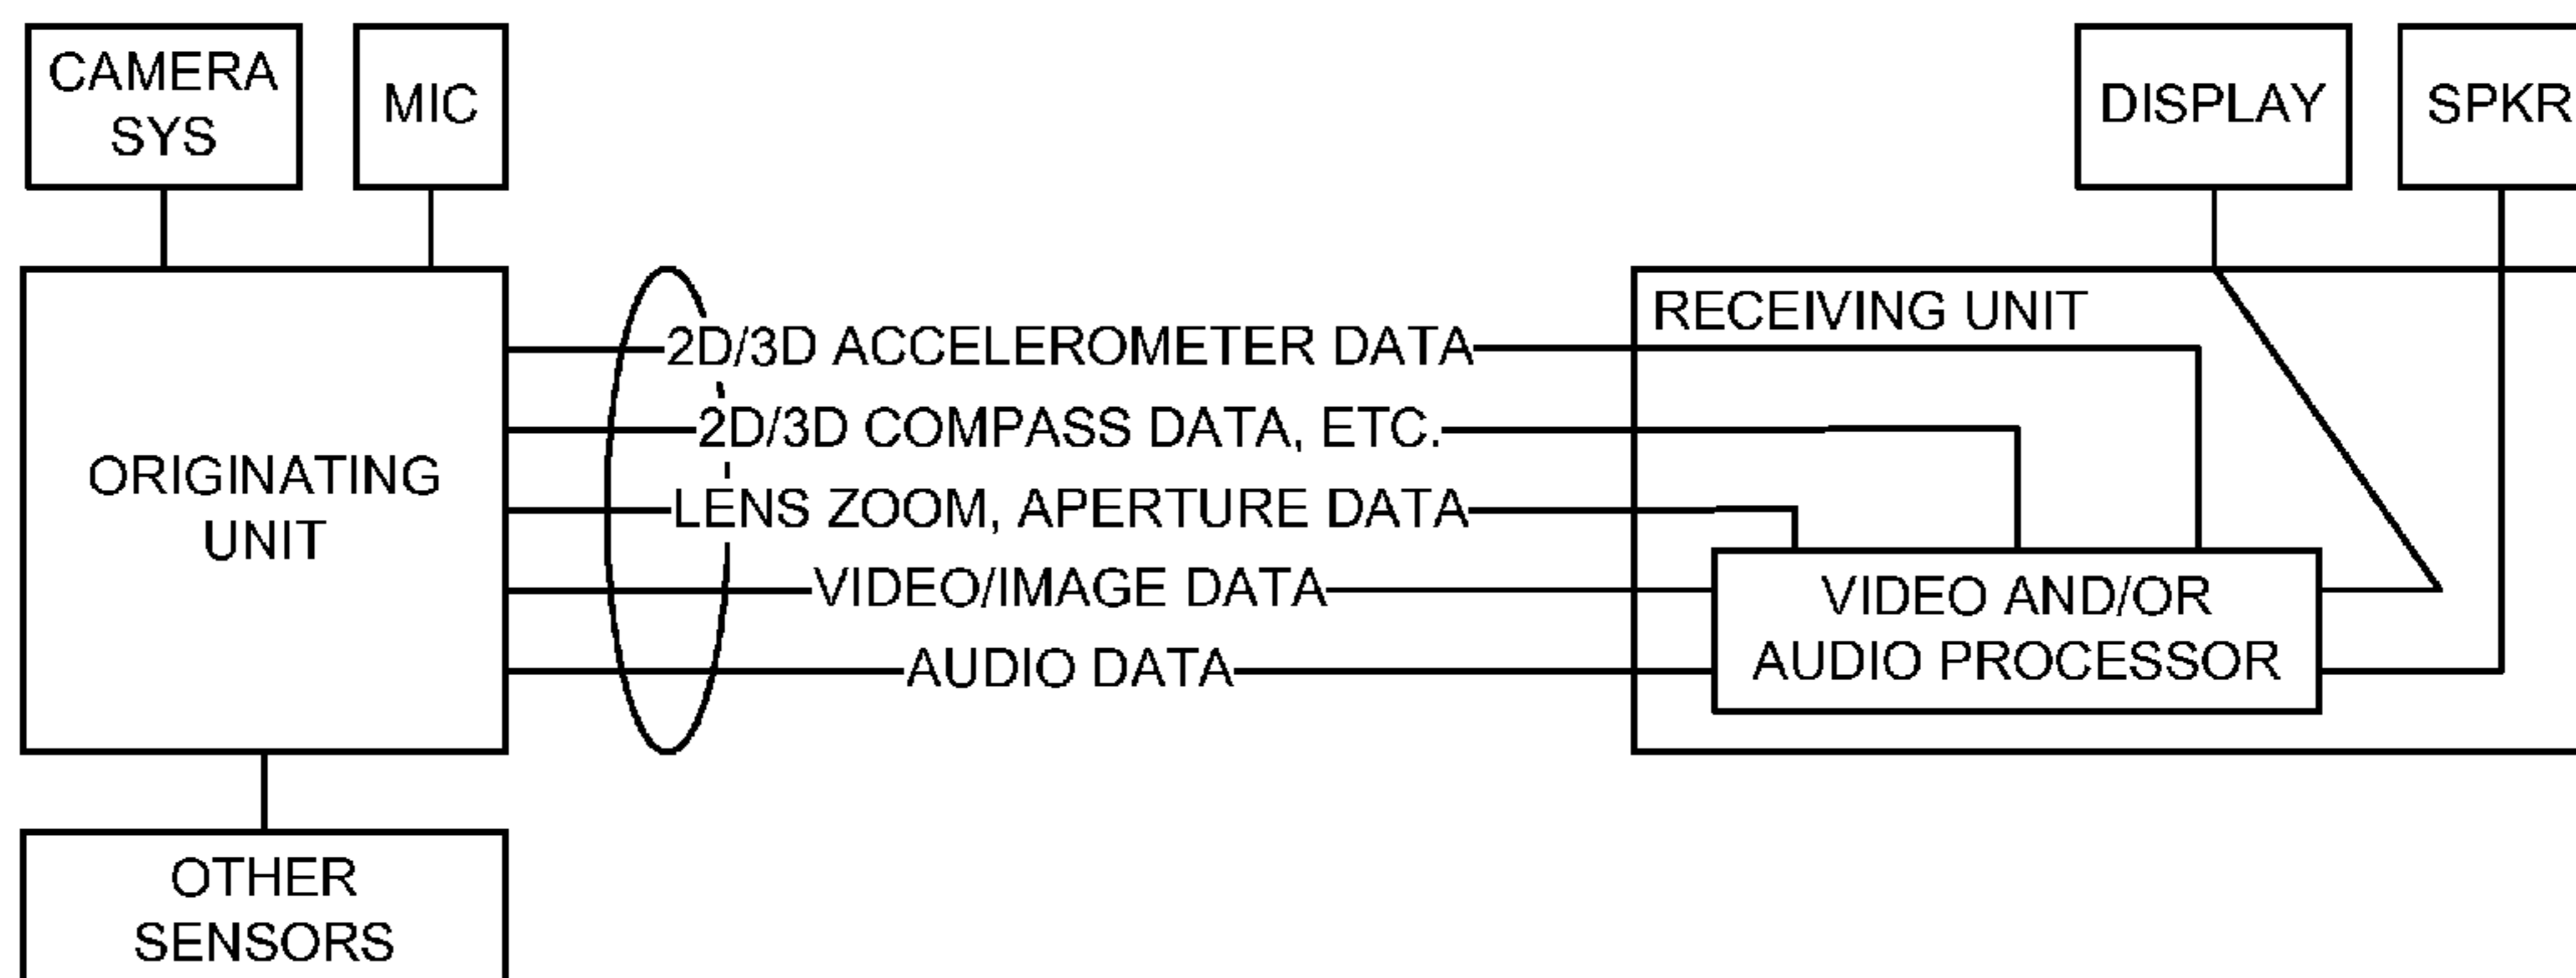 CAMERA
SYS
MIC
DISPLAY
SPKR
RECEIVING UNIT
2D/3D ACCELEROMETER DATA
2D/3D COMPASS DATA, ETC.
ORIGINATING
UNIT
LENS ZOOM, APERTURE DATA
VIDEO/IMAGE DATA
VIDEO AND/OR
AUDIO PROCESSOR
AUDIO DATA
OTHER
SENSORS